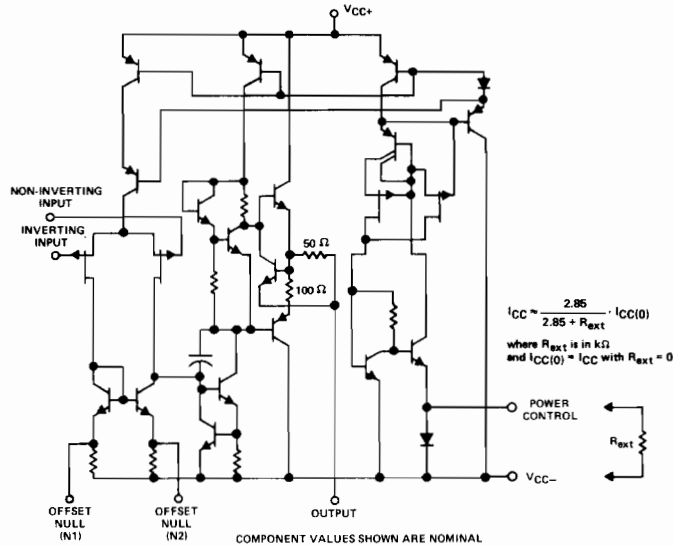 VCC+
NON-INVERTING
INPUT
INVERTING
INPUT
50 Ω
100 Ω
ICC ≈ 2.85 / 2.85 + Rext · ICC(0)
where Rext is in kΩ
and ICC(0) = ICC with Rext = 0
POWER
CONTROL
Rext
VCC−
OFFSET
NULL
(N1)
OFFSET
NULL
(N2)
OUTPUT
COMPONENT VALUES SHOWN ARE NOMINAL